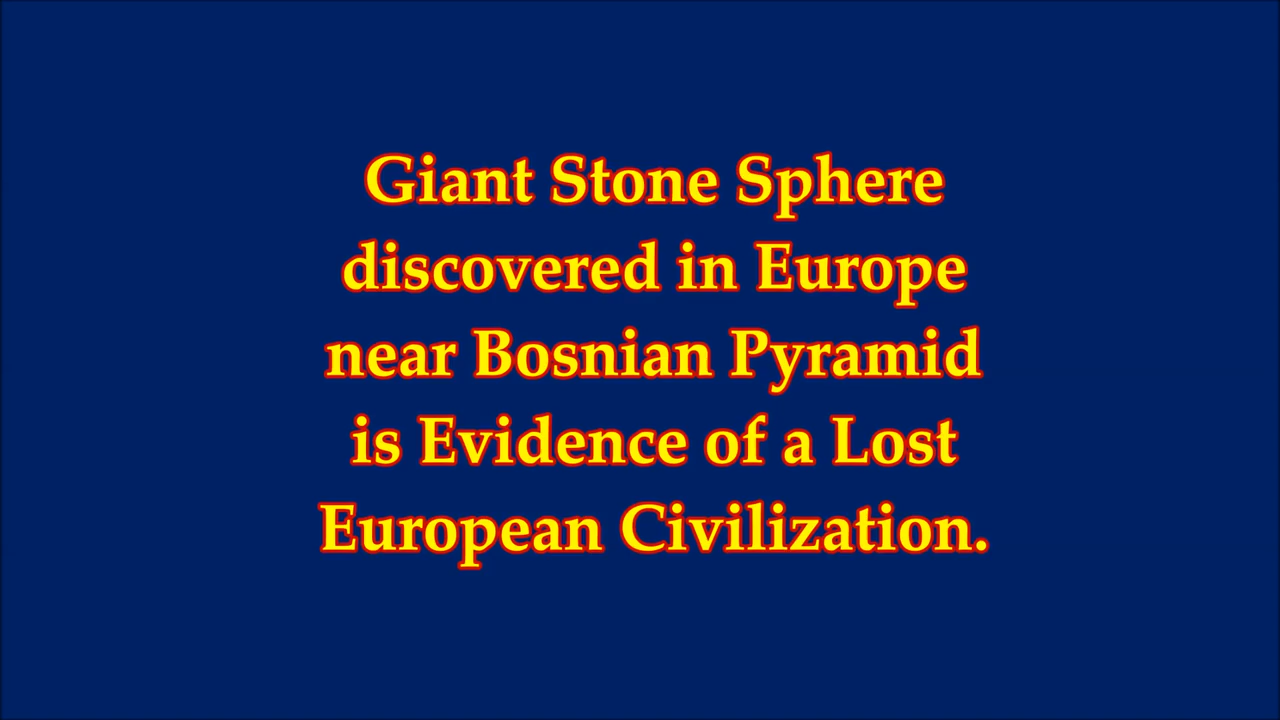 Giant Stone Sphere
discovered in Europe
near Bosnian Pyramid
is Evidence of a Lost
European Civilization.